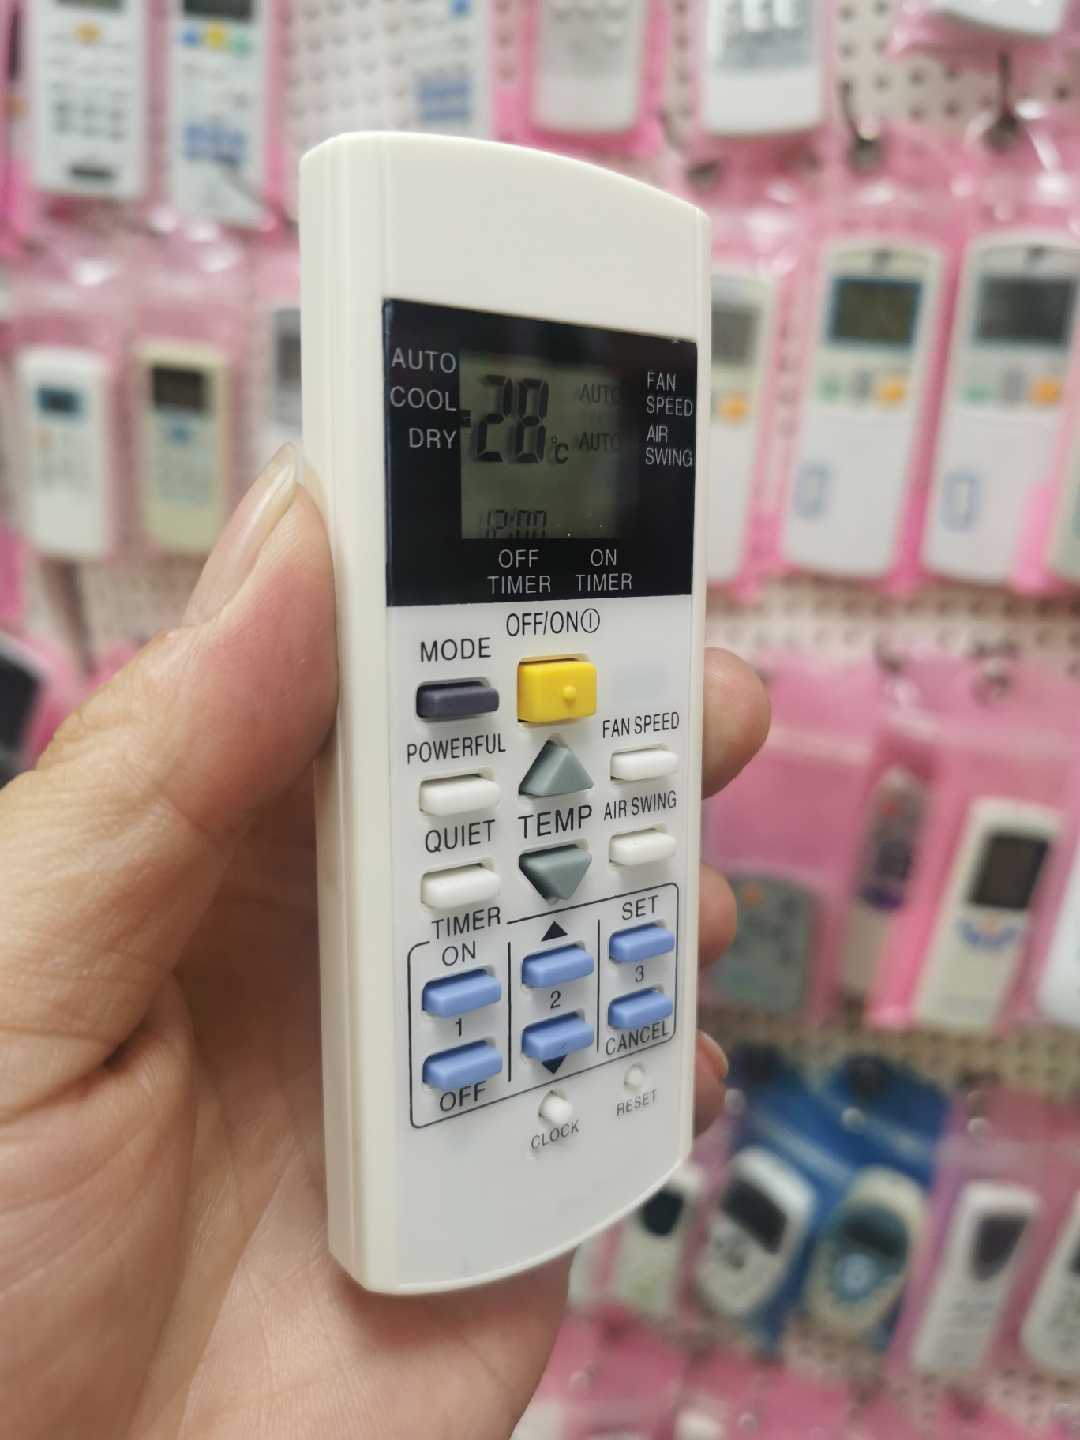 AUTO
COOL
DRY
28°C
AUTO
AUTO
FAN
SPEED
AIR
SWING
12:00
OFF
TIMER
ON
TIMER
OFF/ON
MODE
POWERFUL
FAN SPEED
QUIET
TEMP
AIR SWING
TIMER
ON
SET
1
2
3
OFF
CANCEL
CLOCK
RESET